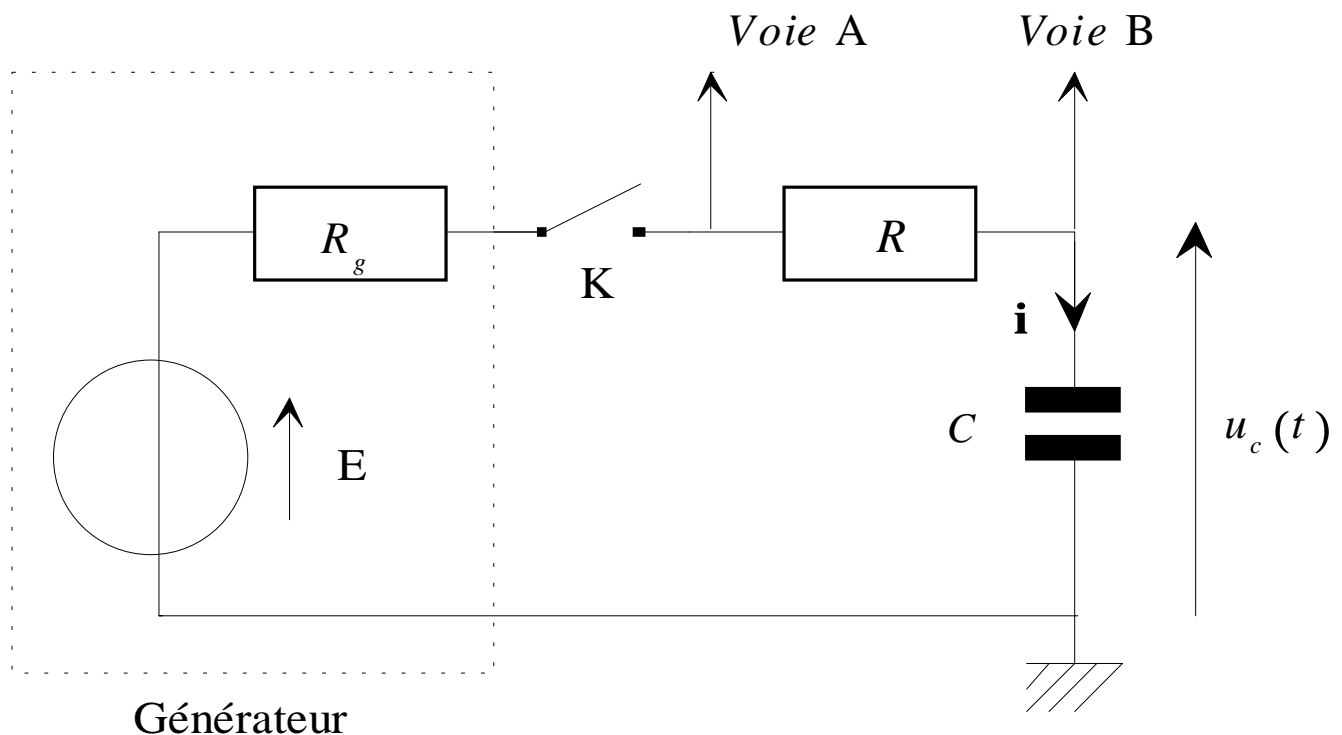 Voie A
Voie B
R_g
K
R
i
E
C
u_c(t)
Générateur